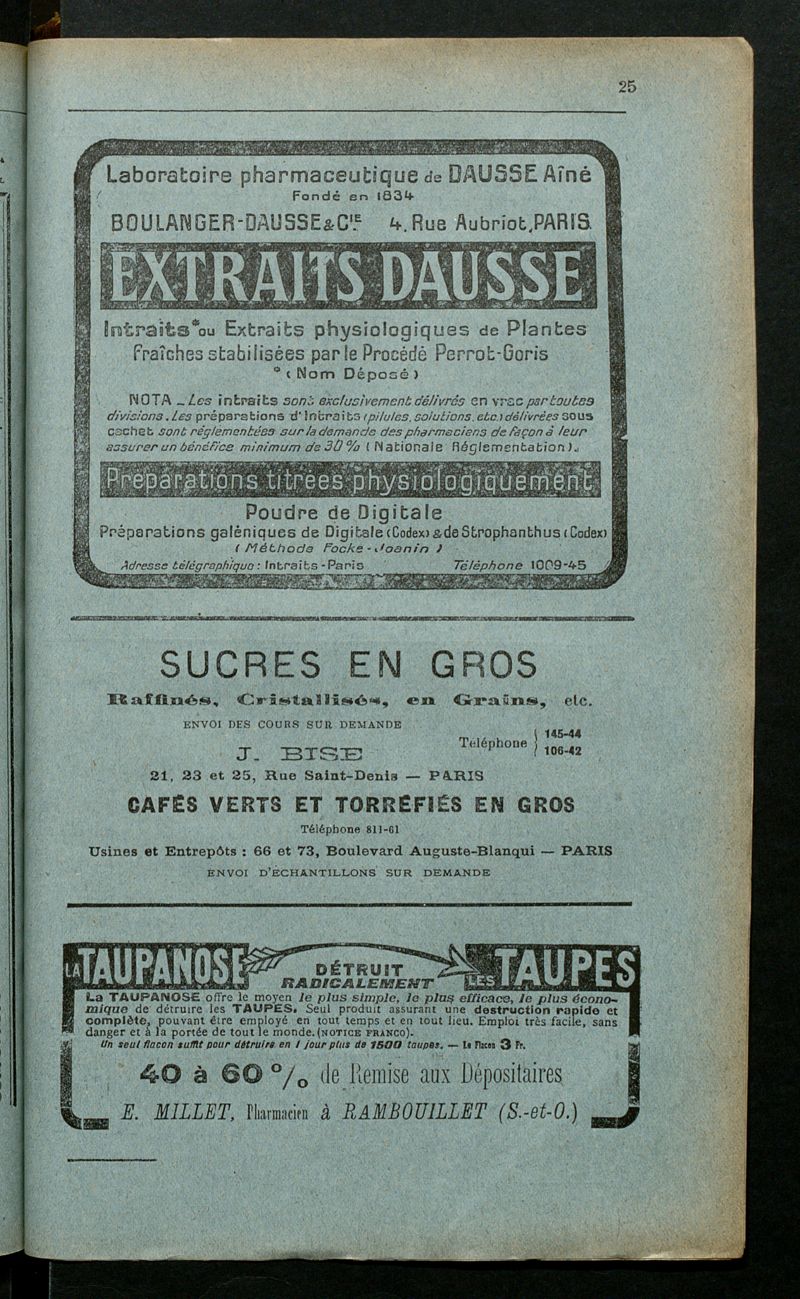 25
Laboratoire pharmaceutique de DAUSSE Aîné
Fondé en 1834
BOULANGER-DAUSSE & Cie 4, Rue Aubriot, PARIS
EXTRAITS DAUSSE
Intraits* ou Extraits physiologiques de Plantes
Fraîches stabilisées par le Procédé Perrot-Goris
* (Nom Déposé)
NOTA _ Les intraits sont exclusivement délivrés en vrac par toutes
divisions. Les préparations d'Intraits (pilules, solutions, etc.) délivrées sous
cachet sont réglementées sur la demande des pharmaciens de façon à leur
assurer un bénéfice minimum de 30 % (Nationale Réglementation).
Préparations titrées physiologiquement
Poudre de Digitale
Préparations galéniques de Digitale (Codex) & de Strophanthus (Codex)
(Méthode Focke-Joanin)
Adresse télégraphique : Intraits-Paris Téléphone 1009-45
SUCRES EN GROS
Raffinés, Cristallisés, en Grains, etc.
ENVOI DES COURS SUR DEMANDE
J. BISE Téléphone { 145-44
106-42
21, 23 et 25, Rue Saint-Denis — PARIS
CAFÉS VERTS ET TORRÉFIÉS EN GROS
Téléphone 811-61
Usines et Entrepôts : 66 et 73, Boulevard Auguste-Blanqui — PARIS
ENVOI D'ÉCHANTILLONS SUR DEMANDE
LA TAUPANOSE DÉTRUIT
RADICALEMENT LES TAUPES
La TAUPANOSE offre le moyen le plus simple, le plus efficace, le plus écono-
mique de détruire les TAUPES. Seul produit assurant une destruction rapide et
complète, pouvant être employé en tout temps et en tout lieu. Emploi très facile, sans
danger et à la portée de tout le monde. (NOTICE FRANCO).
Un seul flacon suffit pour détruire en 1 jour plus de 1500 taupes. — Le Flacon 3 Fr.
40 à 60 % de Remise aux Dépositaires
E. MILLET, Pharmacien à RAMBOUILLET (S.-et-O.)